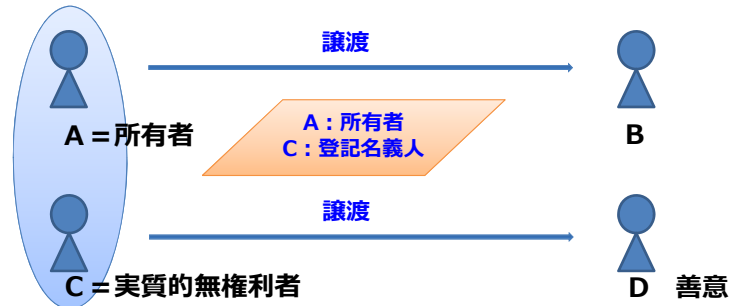 譲渡
A＝所有者
A：所有者
C：登記名義人
B
譲渡
C＝実質的無権利者
D 善意